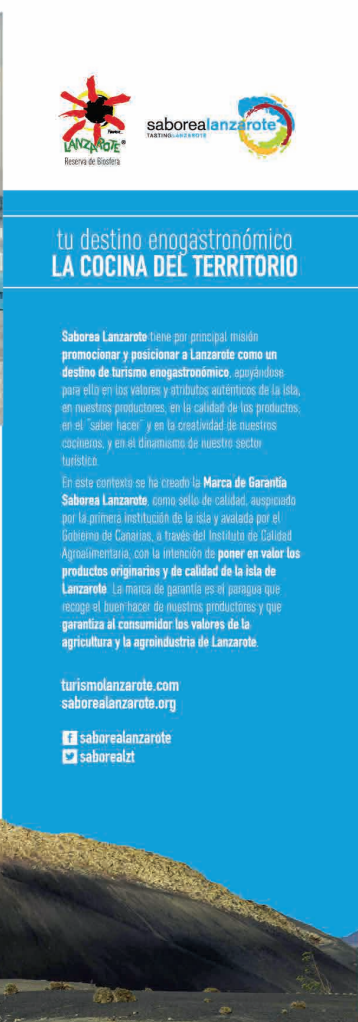 LANZAROTE®
Reserva de Biosfera
saborealanzarote
TASTINGLANZAROTE
tu destino enogastronómico
LA COCINA DEL TERRITORIO
Saborea Lanzarote tiene por principal misión
promocionar y posicionar a Lanzarote como un
destino de turismo enogastronómico, apoyándose
para ello en los valores y atributos auténticos de la Isla,
en nuestros productores, en la calidad de los productos,
en el "saber hacer" y en la creatividad de nuestros
cocineros, y en el dinamismo de nuestro sector
turístico.
En este contexto se ha creado la Marca de Garantía
Saborea Lanzarote, como sello de calidad, auspiciado
por la primera institución de la isla y avalada por el
Gobierno de Canarias, a través del Instituto de Calidad
Agroalimentaria, con la intención de poner en valor los
productos originarios y de calidad de la isla de
Lanzarote. La marca de garantía es el paragua que
recoge el buen hacer de nuestros productores y que
garantiza al consumidor los valores de la
agricultura y la agroindustria de Lanzarote.
turismolanzarote.com
saborealanzarote.org
saborealanzarote
saborealzt